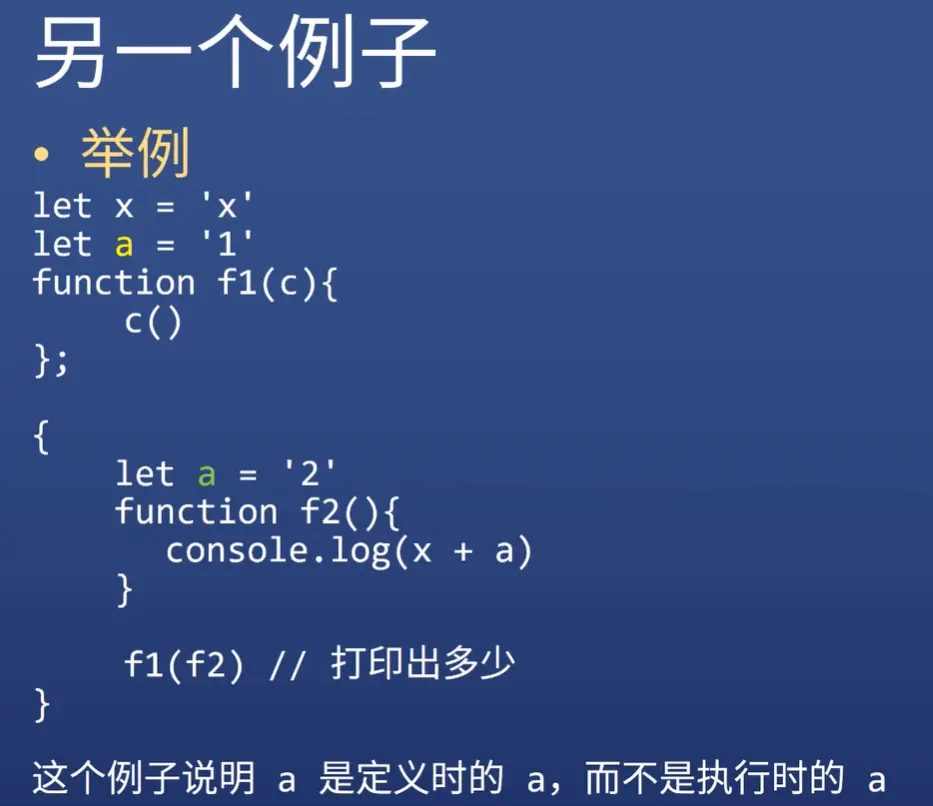 另一个例子
• 举例
let x = 'x'
let a = '1'
function f1(c){
c()
};
{
let a = '2'
function f2(){
console.log(x + a)
}
f1(f2) // 打印出多少
}
这个例子说明 a 是定义时的 a，而不是执行时的 a